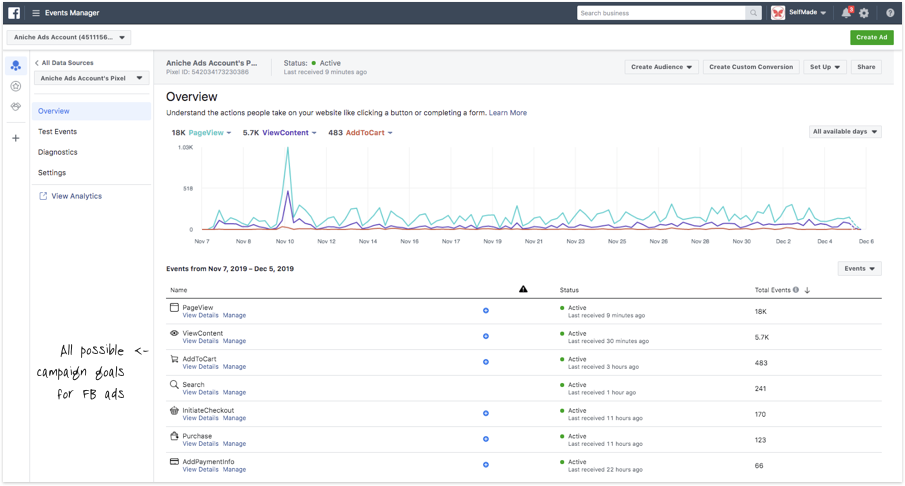 Events Manager
Search business
SelfMade
Aniche Ads Account (4511156...
Create Ad
All Data Sources
Aniche Ads Account's Pixel
Overview
Test Events
Diagnostics
Settings
View Analytics
Aniche Ads Account's P...
Pixel ID: 542034173230386
Status: Active
Last received 9 minutes ago
Create Audience
Create Custom Conversion
Set Up
Share
Overview
Understand the actions people take on your website like clicking a button or completing a form. Learn More
18K PageView 5.7K ViewContent 483 AddToCart
All available days
1.03K
516
0
Nov 7 Nov 8 Nov 10 Nov 12 Nov 14 Nov 16 Nov 17 Nov 19 Nov 21 Nov 23 Nov 25 Nov 26 Nov 28 Nov 30 Dec 2 Dec 4 Dec 6
Events from Nov 7, 2019 – Dec 5, 2019
Events
Name Status Total Events
PageView Active 18K
View Details Manage Last received 9 minutes ago
ViewContent Active 5.7K
View Details Manage Last received 30 minutes ago
AddToCart Active 483
View Details Manage Last received 3 hours ago
Search Active 241
View Details Manage Last received 1 hour ago
InitiateCheckout Active 170
View Details Manage Last received 11 hours ago
Purchase Active 123
View Details Manage Last received 11 hours ago
AddPaymentInfo Active 66
View Details Manage Last received 22 hours ago
All possible <-
campaign goals
for FB ads